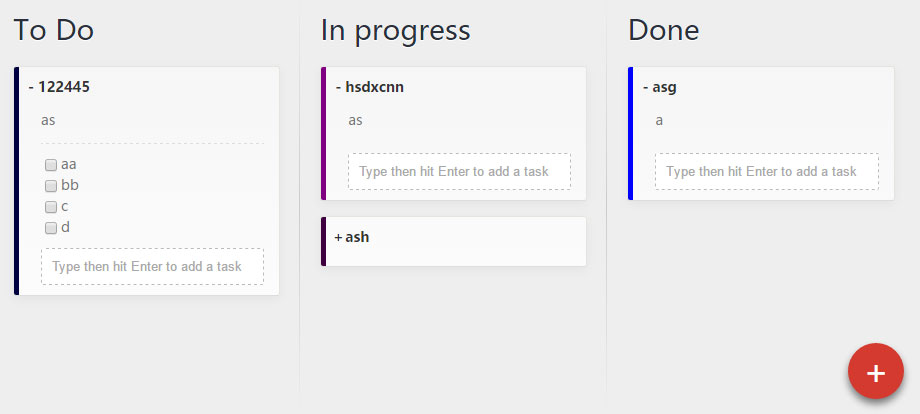 To Do
- 122445
as
aa
bb
c
d
Type then hit Enter to add a task
In progress
- hsdxcnn
as
Type then hit Enter to add a task
+ ash
Done
- asg
a
Type then hit Enter to add a task
+